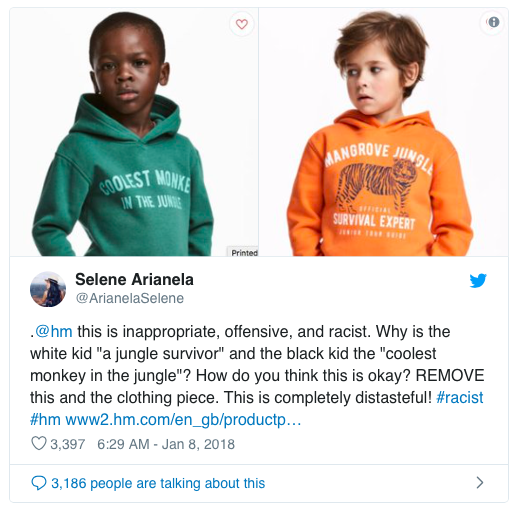 COOLEST MONKE
IN THE JUNGLE
MANGROVE JUNGLE
OFFICIAL
SURVIVAL EXPERT
JUNIOR TOUR GUIDE
Printed
Selene Arianela
@ArianelaSelene
.@hm this is inappropriate, offensive, and racist. Why is the
white kid "a jungle survivor" and the black kid the "coolest
monkey in the jungle"? How do you think this is okay? REMOVE
this and the clothing piece. This is completely distasteful! #racist
#hm www2.hm.com/en_gb/productp…
3,397 6:29 AM - Jan 8, 2018
3,186 people are talking about this